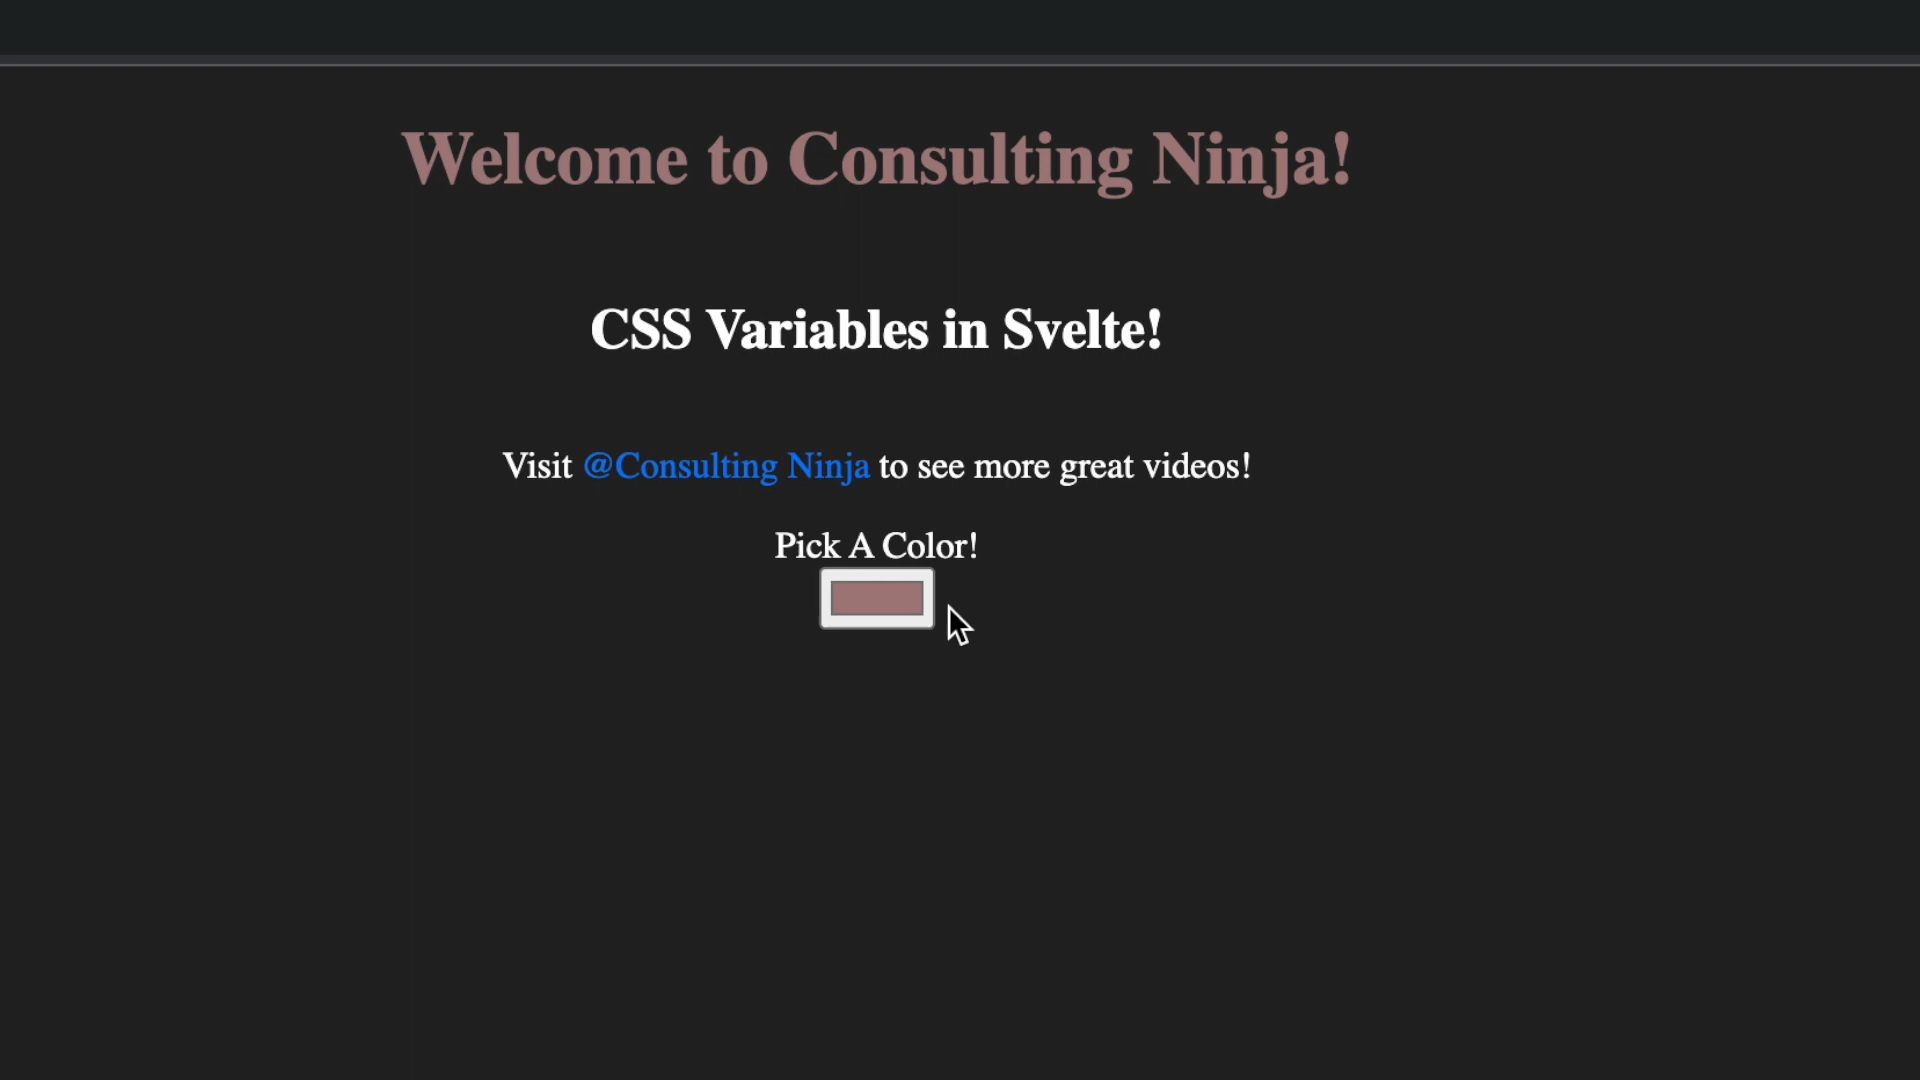 Welcome to Consulting Ninja!
CSS Variables in Svelte!
Visit @Consulting Ninja to see more great videos!
Pick A Color!